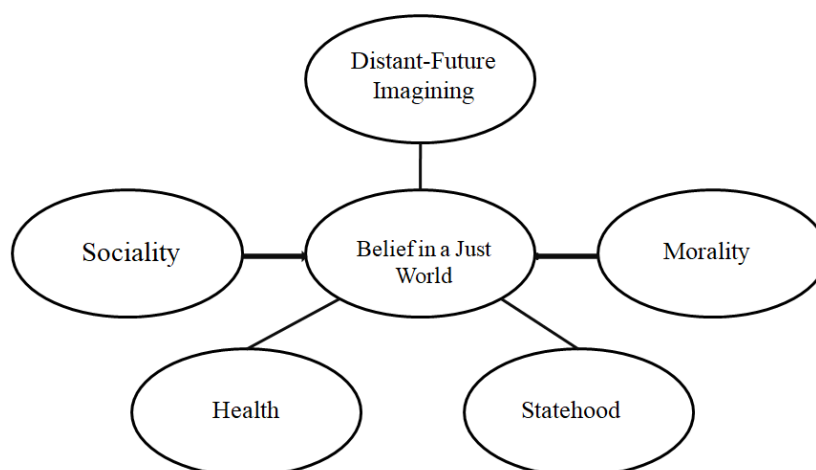 Distant-Future
Imagining
Sociality
Belief in a Just
World
Morality
Health
Statehood